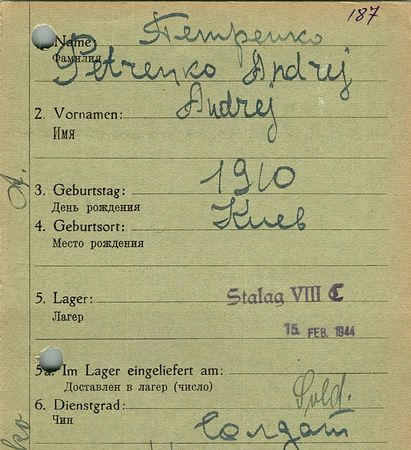 187
Петренко
1. Name:
Фамилия
Petrenko Andrej
Andrej
2. Vornamen:
Имя
A.
1910
3. Geburtstag:
День рождения
Киев
4. Geburtsort:
Место рождения
5. Lager: Stalag VIII C
Лагерь
15. FEB. 1944
5a. Im Lager eingeliefert am:
Доставлен в лагерь (число)
Sold.
6. Dienstgrad:
Чин
Солдат
ko